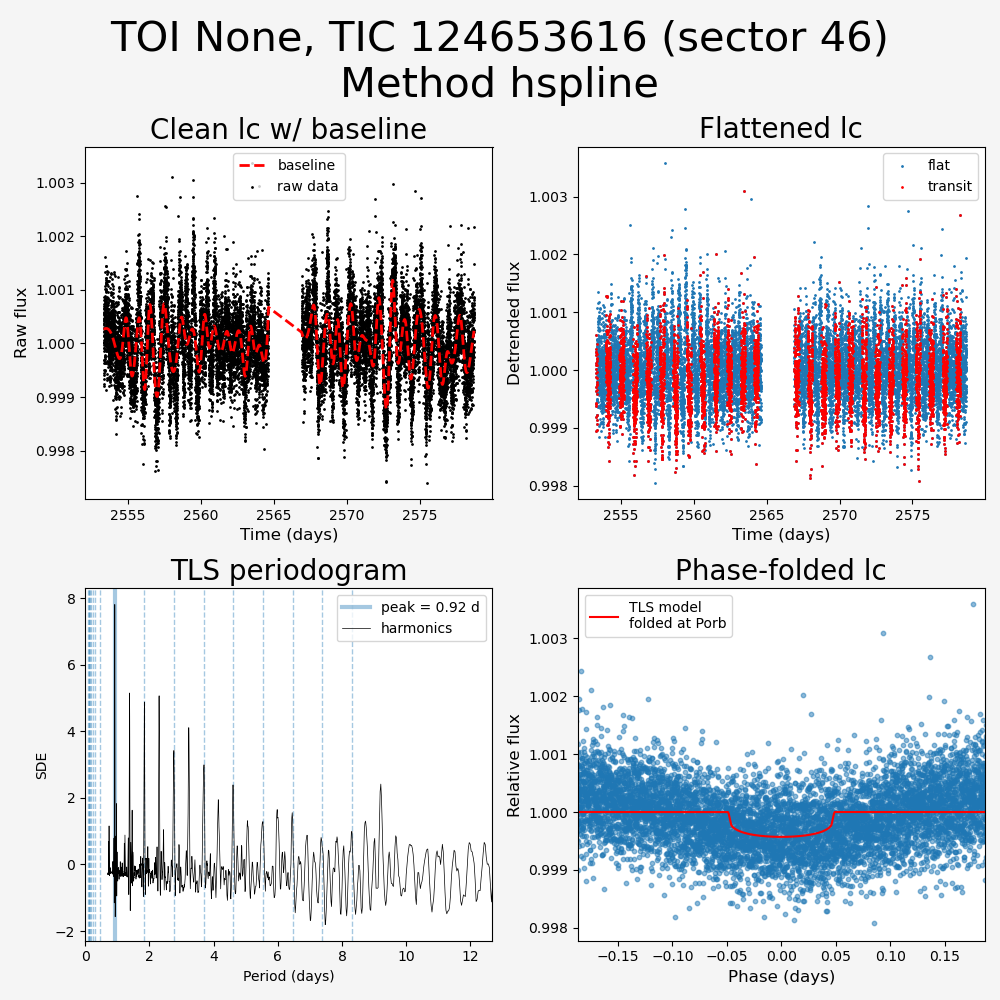 TOI None, TIC 124653616 (sector 46)
Method hspline
Clean lc w/ baseline
Flattened lc
baseline
raw data
flat
transit
Raw flux
1.003
1.002
1.001
1.000
0.999
0.998
2555
2560
2565
2570
2575
Time (days)
Detrended flux
1.003
1.002
1.001
1.000
0.999
0.998
2555
2560
2565
2570
2575
Time (days)
TLS periodogram
Phase-folded lc
peak = 0.92 d
harmonics
SDE
8
6
4
2
0
−2
0
2
4
6
8
10
12
Period (days)
TLS model
folded at Porb
Relative flux
1.003
1.002
1.001
1.000
0.999
0.998
−0.15
−0.10
−0.05
0.00
0.05
0.10
0.15
Phase (days)